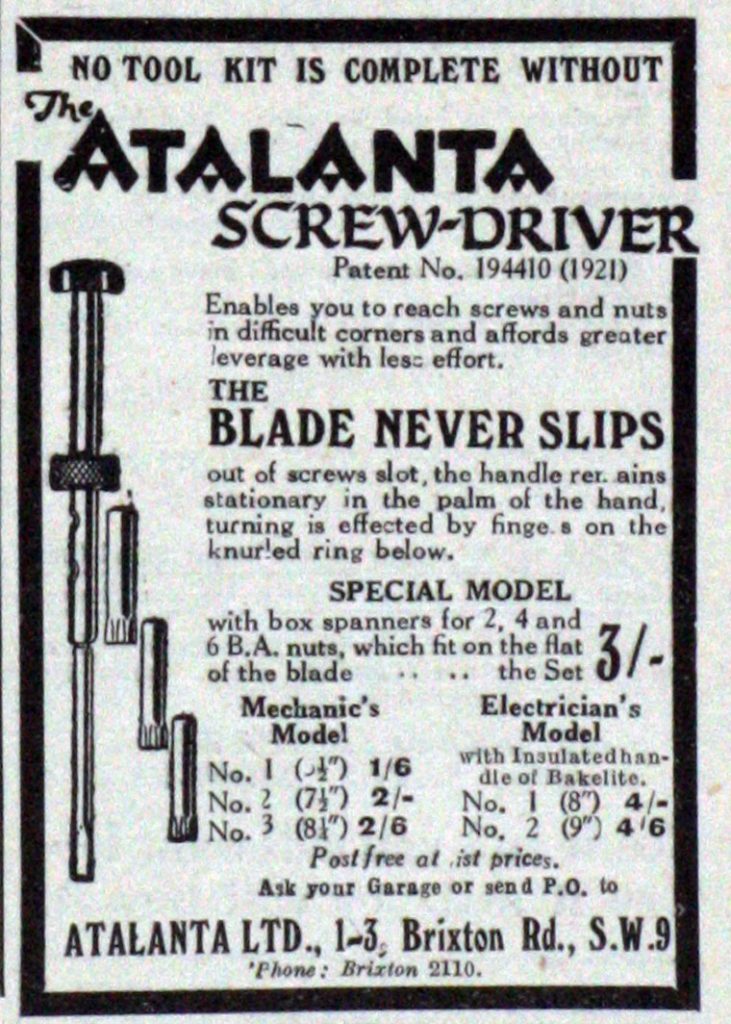 NO TOOL KIT IS COMPLETE WITHOUT
The
ATALANTA
SCREW-DRIVER
Patent No. 194410 (1921)
Enables you to reach screws and nuts
in difficult corners and affords greater
leverage with less effort.
THE
BLADE NEVER SLIPS
out of screws slot, the handle remains
stationary in the palm of the hand,
turning is effected by fingers on the
knurled ring below.
SPECIAL MODEL
with box spanners for 2, 4 and
6 B.A. nuts, which fit on the flat
of the blade .. .. the Set 3/-
Mechanic's
Model
No. 1 1/6
No. 2 (7½″) 2/-
No. 3 (8¼″) 2/6
Electrician's
Model
with Insulated han-
dle of Bakelite.
No. 1 (8″) 4/-
No. 2 (9″) 4/6
Post free at list prices.
Ask your Garage or send P.O. to
ATALANTA LTD., 1-3, Brixton Rd., S.W.9
'Phone: Brixton 2110.